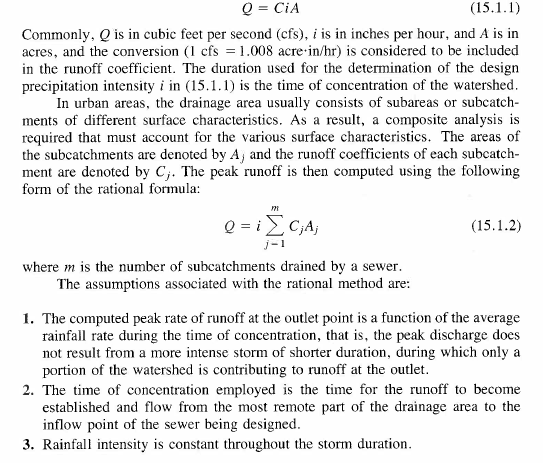 Q = CiA (15.1.1)
Commonly, Q is in cubic feet per second (cfs), i is in inches per hour, and A is in
acres, and the conversion (1 cfs = 1.008 acre·in/hr) is considered to be included
in the runoff coefficient. The duration used for the determination of the design
precipitation intensity i in (15.1.1) is the time of concentration of the watershed.
In urban areas, the drainage area usually consists of subareas or subcatch-
ments of different surface characteristics. As a result, a composite analysis is
required that must account for the various surface characteristics. The areas of
the subcatchments are denoted by Aj and the runoff coefficients of each subcatch-
ment are denoted by Cj. The peak runoff is then computed using the following
form of the rational formula:
m
Q = i ∑ CjAj (15.1.2)
j−1
where m is the number of subcatchments drained by a sewer.
The assumptions associated with the rational method are:
1. The computed peak rate of runoff at the outlet point is a function of the average
rainfall rate during the time of concentration, that is, the peak discharge does
not result from a more intense storm of shorter duration, during which only a
portion of the watershed is contributing to runoff at the outlet.
2. The time of concentration employed is the time for the runoff to become
established and flow from the most remote part of the drainage area to the
inflow point of the sewer being designed.
3. Rainfall intensity is constant throughout the storm duration.